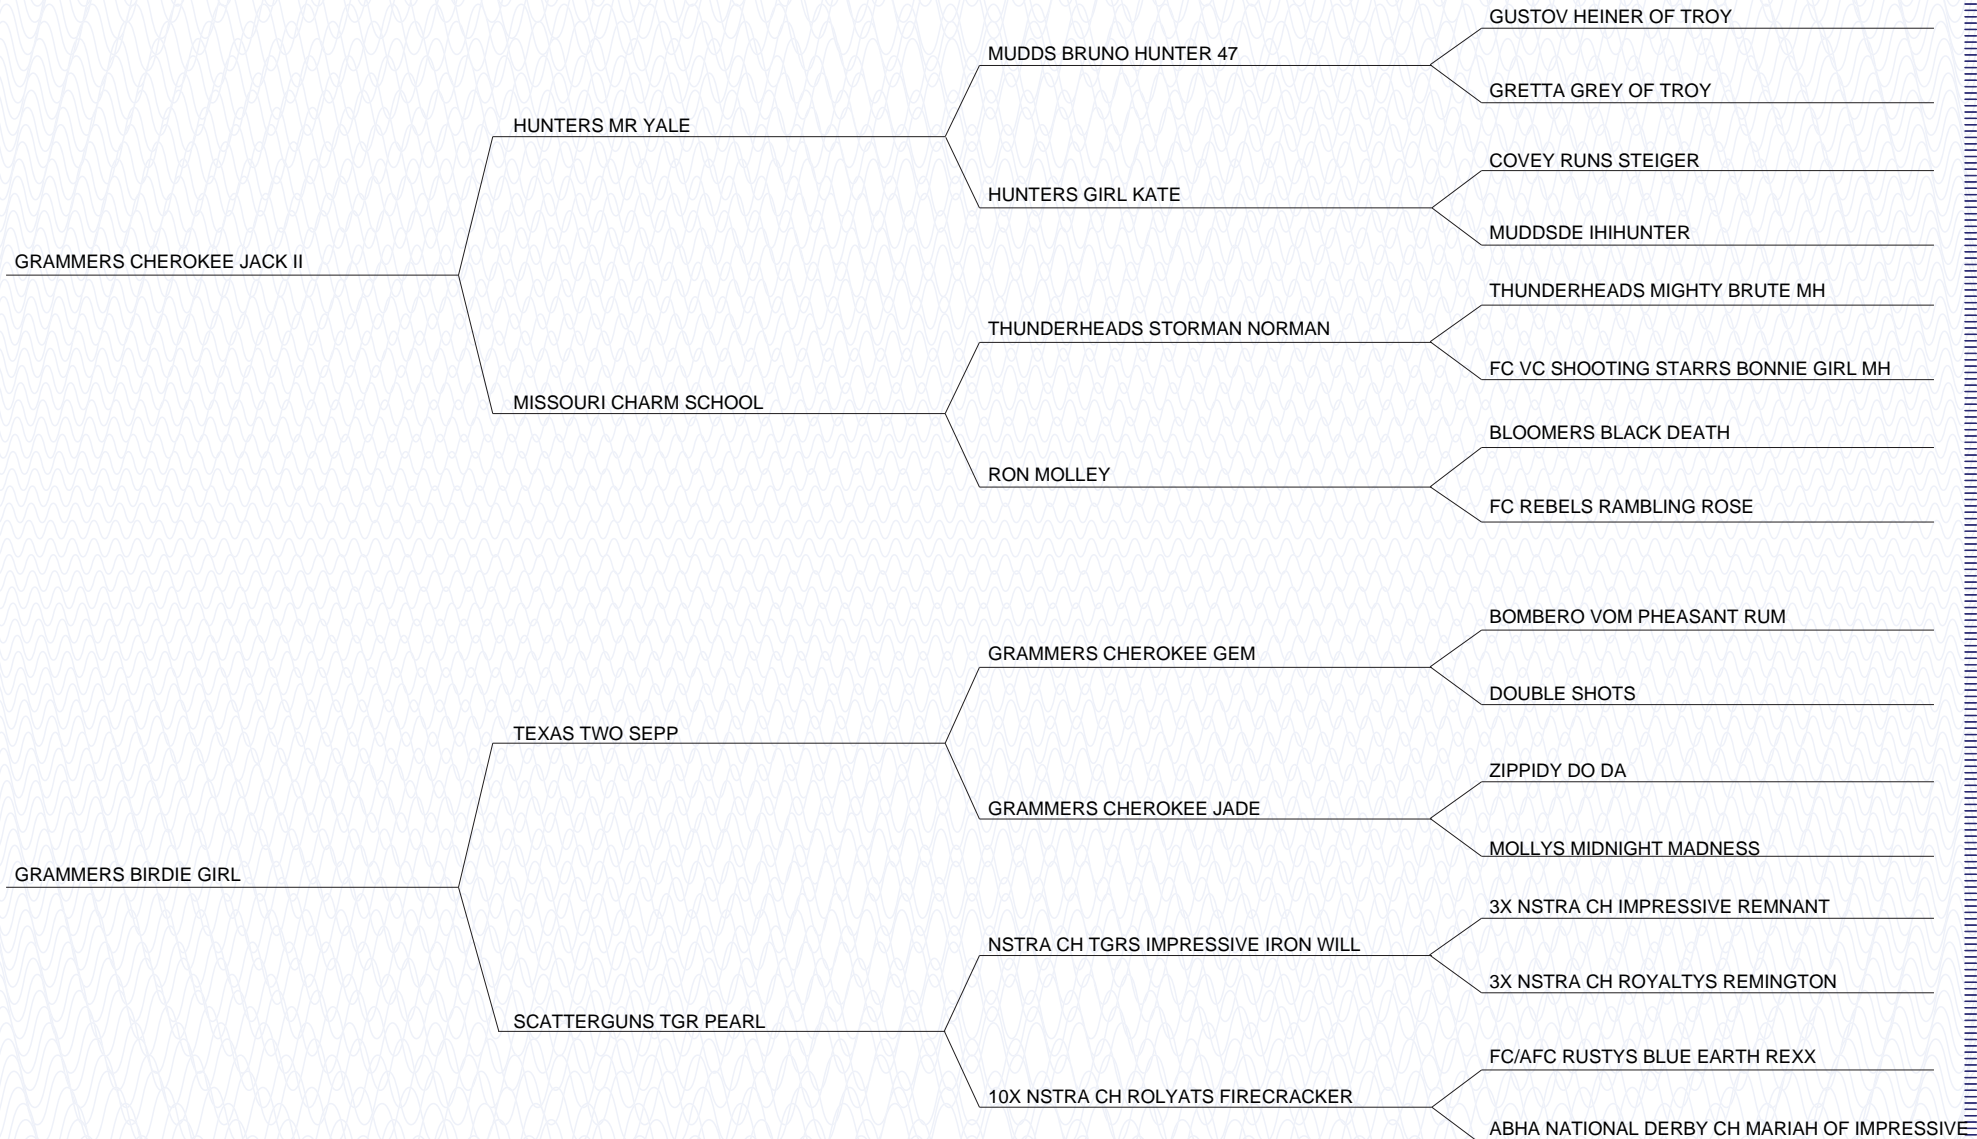 GUSTOV HEINER OF TROY
MUDDS BRUNO HUNTER 47
GRETTA GREY OF TROY
HUNTERS MR YALE
COVEY RUNS STEIGER
HUNTERS GIRL KATE
MUDDSDE IHIHUNTER
GRAMMERS CHEROKEE JACK II
THUNDERHEADS MIGHTY BRUTE MH
THUNDERHEADS STORMAN NORMAN
FC VC SHOOTING STARRS BONNIE GIRL MH
MISSOURI CHARM SCHOOL
BLOOMERS BLACK DEATH
RON MOLLEY
FC REBELS RAMBLING ROSE
BOMBERO VOM PHEASANT RUM
GRAMMERS CHEROKEE GEM
DOUBLE SHOTS
TEXAS TWO SEPP
ZIPPIDY DO DA
GRAMMERS CHEROKEE JADE
MOLLYS MIDNIGHT MADNESS
GRAMMERS BIRDIE GIRL
3X NSTRA CH IMPRESSIVE REMNANT
NSTRA CH TGRS IMPRESSIVE IRON WILL
3X NSTRA CH ROYALTYS REMINGTON
SCATTERGUNS TGR PEARL
FC/AFC RUSTYS BLUE EARTH REXX
10X NSTRA CH ROLYATS FIRECRACKER
ABHA NATIONAL DERBY CH MARIAH OF IMPRESSIVE